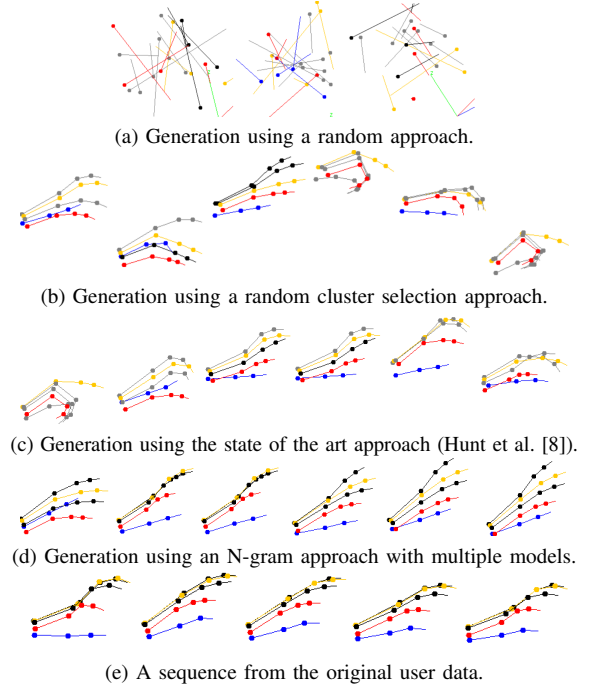 (a) Generation using a random approach.
(b) Generation using a random cluster selection approach.
(c) Generation using the state of the art approach (Hunt et al. [8]).
(d) Generation using an N-gram approach with multiple models.
(e) A sequence from the original user data.